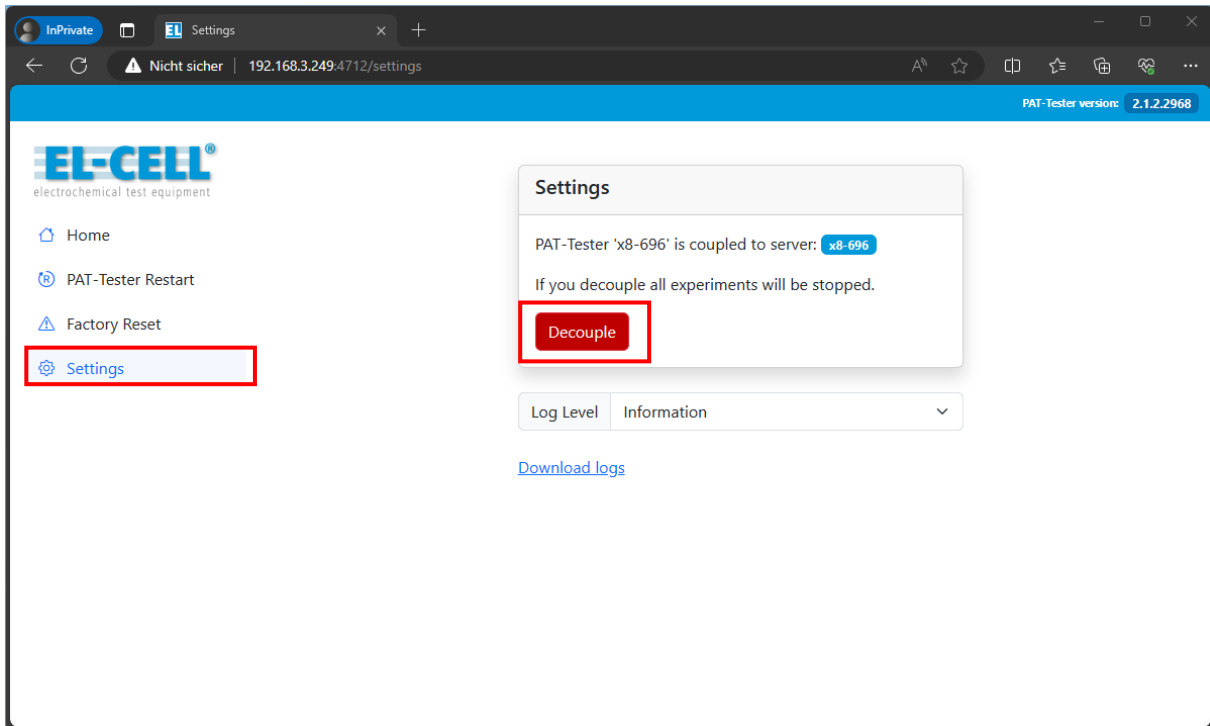 InPrivate
EL Settings
Nicht sicher | 192.168.3.249:4712/settings
PAT-Tester version: 2.1.2.2968
EL-CELL®
electrochemical test equipment
Home
PAT-Tester Restart
Factory Reset
Settings
Settings
PAT-Tester 'x8-696' is coupled to server: x8-696
If you decouple all experiments will be stopped.
Decouple
Log Level Information
Download logs